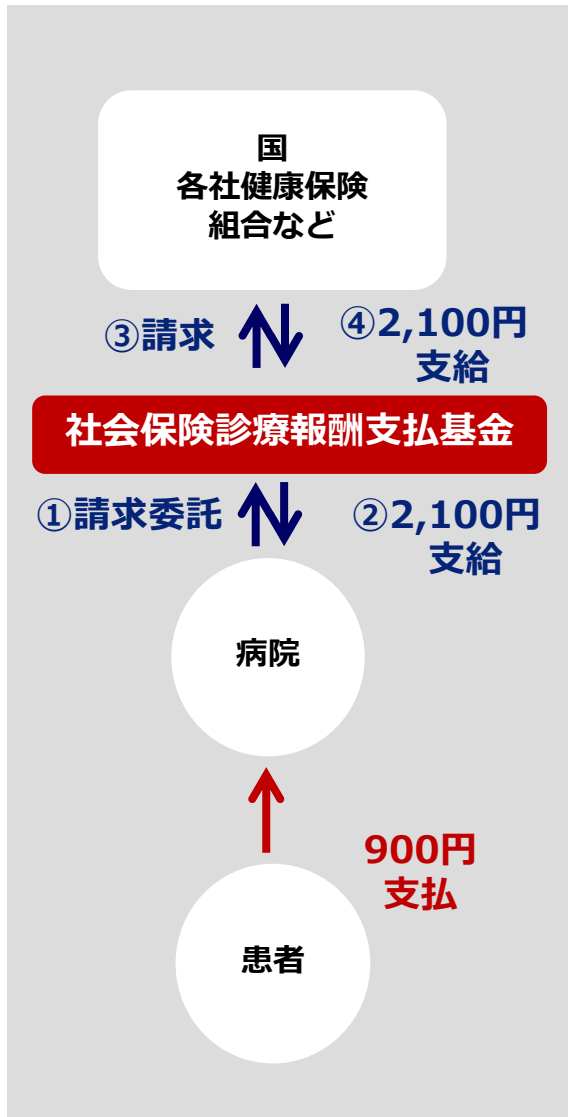 国
各社健康保険
組合など
③請求
④2,100円
支給
社会保険診療報酬支払基金
①請求委託
②2,100円
支給
病院
900円
支払
患者